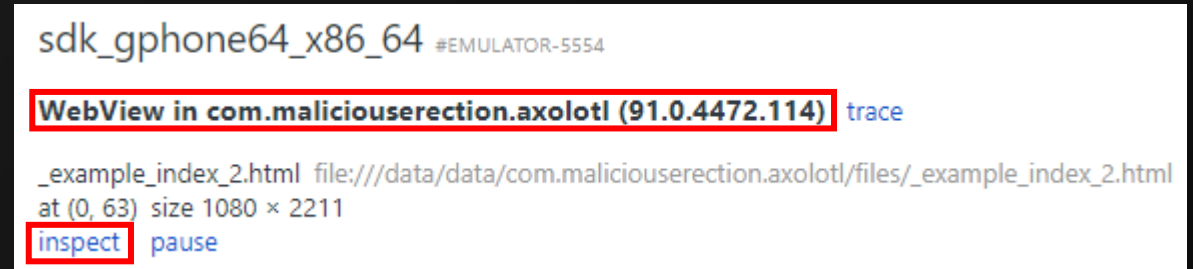 sdk_gphone64_x86_64 #EMULATOR-5554
WebView in com.maliciouserection.axolotl (91.0.4472.114) trace
_example_index_2.html file:///data/data/com.maliciouserection.axolotl/files/_example_index_2.html
at (0, 63) size 1080 × 2211
inspect pause